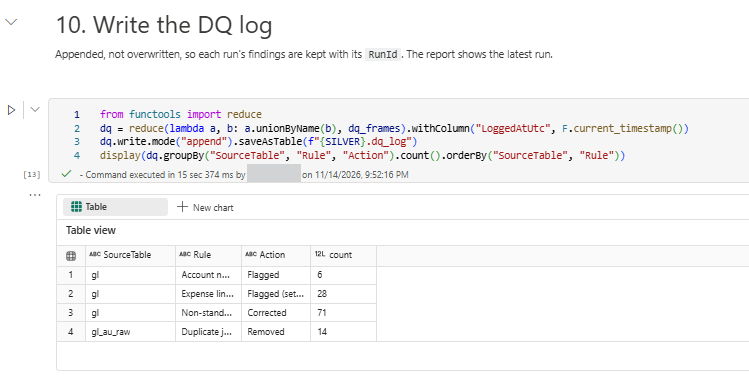 10. Write the DQ log
Appended, not overwritten, so each run's findings are kept with its RunId. The report shows the latest run.
1 from functools import reduce
2 dq = reduce(lambda a, b: a.unionByName(b), dq_frames).withColumn("LoggedAtUtc", F.current_timestamp())
3 dq.write.mode("append").saveAsTable(f"{SILVER}.dq_log")
4 display(dq.groupBy("SourceTable", "Rule", "Action").count().orderBy("SourceTable", "Rule"))
[13] - Command executed in 15 sec 374 ms by on 11/14/2026, 9:52:16 PM
Table New chart
Table view
ABC SourceTable ABC Rule ABC Action 12L count
1 gl Account n... Flagged 6
2 gl Expense lin... Flagged (set... 28
3 gl Non-stand... Corrected 71
4 gl_au_raw Duplicate j... Removed 14